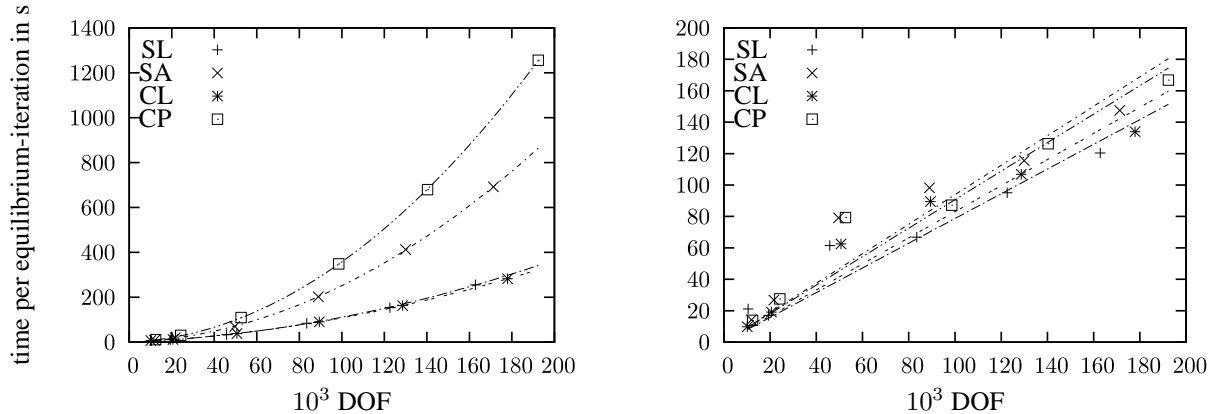 time per equilibrium-iteration in s
1400
1200
1000
800
600
400
200
0
SL
SA
CL
CP
0 20 40 60 80 100 120 140 160 180 200
10³ DOF
200
180
160
140
120
100
80
60
40
20
0
SL
SA
CL
CP
0 20 40 60 80 100 120 140 160 180 200
10³ DOF